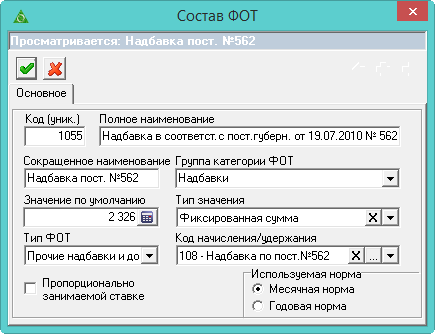 Состав ФОТ
Просматривается: Надбавка пост. №562
Основное
Код (уник.) Полное наименование
1055 Надбавка в соответст.с пост.губерн. от 19.07.2010 № 562
Сокращенное наименование Группа категории ФОТ
Надбавка пост. №562 Надбавки
Значение по умолчанию Тип значения
2 326 Фиксированная сумма X
Тип ФОТ Код начисления/удержания
Прочие надбавки и до 108 - Надбавка по пост.№562 X ...
Используемая норма
Пропорционально занимаемой ставке
Месячная норма
Годовая норма